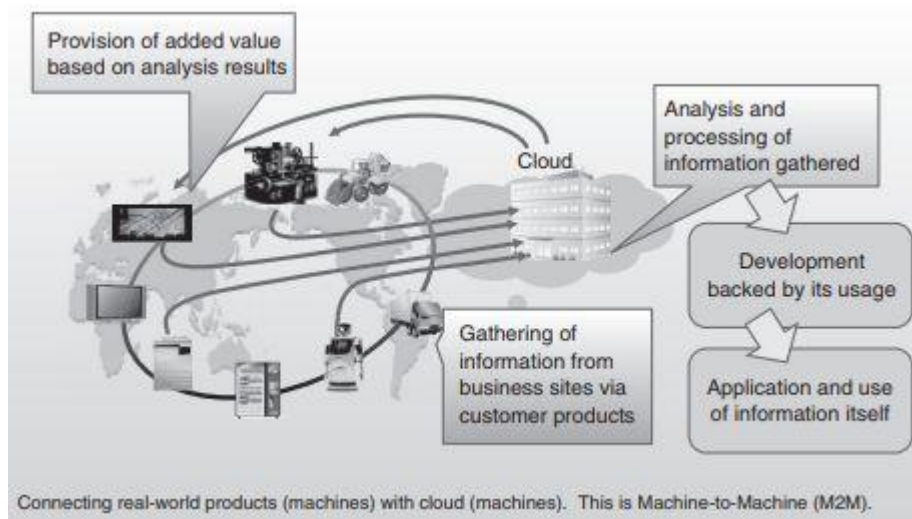 Provision of added value
based on analysis results
Cloud
Analysis and
processing of
information gathered
Development
backed by its usage
Application and use
of information itself
Gathering of
information from
business sites via
customer products
Connecting real-world products (machines) with cloud (machines). This is Machine-to-Machine (M2M).